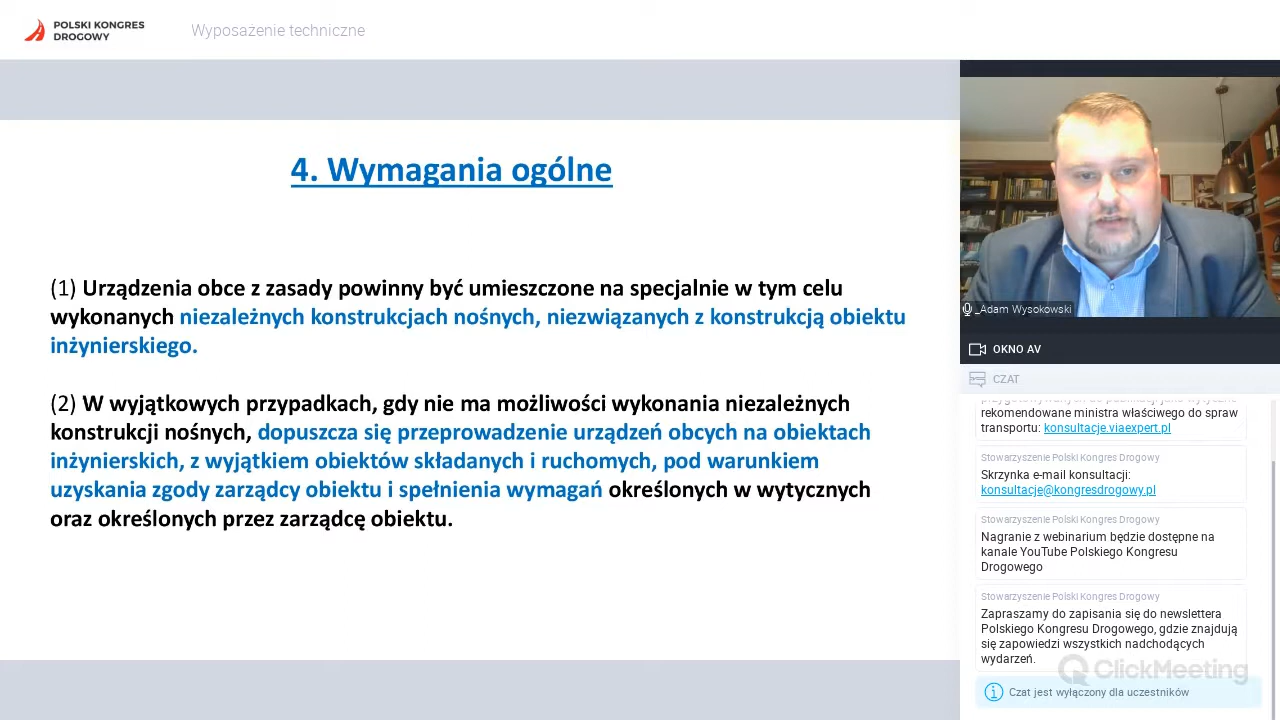 POLSKI KONGRES
DROGOWY
Wyposażenie techniczne
4. Wymagania ogólne
(1) Urządzenia obce z zasady powinny być umieszczone na specjalnie w tym celu
wykonanych niezależnych konstrukcjach nośnych, niezwiązanych z konstrukcją obiektu
inżynierskiego.
(2) W wyjątkowych przypadkach, gdy nie ma możliwości wykonania niezależnych
konstrukcji nośnych, dopuszcza się przeprowadzenie urządzeń obcych na obiektach
inżynierskich, z wyjątkiem obiektów składanych i ruchomych, pod warunkiem
uzyskania zgody zarządcy obiektu i spełnienia wymagań określonych w wytycznych
oraz określonych przez zarządcę obiektu.
_Adam Wysokowski
OKNO AV
CZAT
rekomendowane ministra właściwego do spraw
transportu: konsultacje.viaexpert.pl
Stowarzyszenie Polski Kongres Drogowy
Skrzynka e-mail konsultacji:
konsultacje@kongresdrogowy.pl
Stowarzyszenie Polski Kongres Drogowy
Nagranie z webinarium będzie dostępne na
kanale YouTube Polskiego Kongresu
Drogowego
Stowarzyszenie Polski Kongres Drogowy
Zapraszamy do zapisania się do newslettera
Polskiego Kongresu Drogowego, gdzie znajdują
się zapowiedzi wszystkich nadchodzących
wydarzeń.
ClickMeeting
Czat jest wyłączony dla uczestników